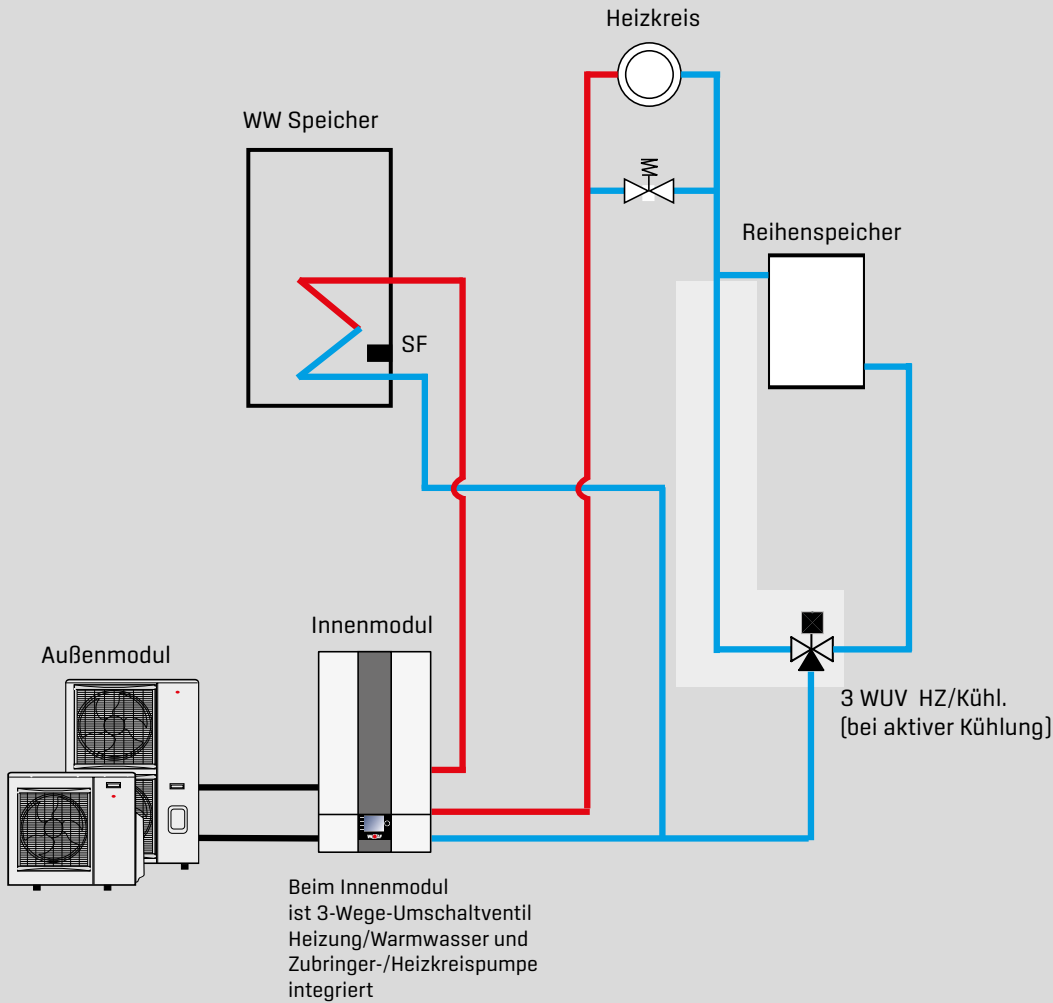 Heizkreis
WW Speicher
Reihenspeicher
SF
Innenmodul
Außenmodul
3 WUV HZ/Kühl.
(bei aktiver Kühlung)
WOLF
Beim Innenmodul
ist 3-Wege-Umschaltventil
Heizung/Warmwasser und
Zubringer-/Heizkreispumpe
integriert